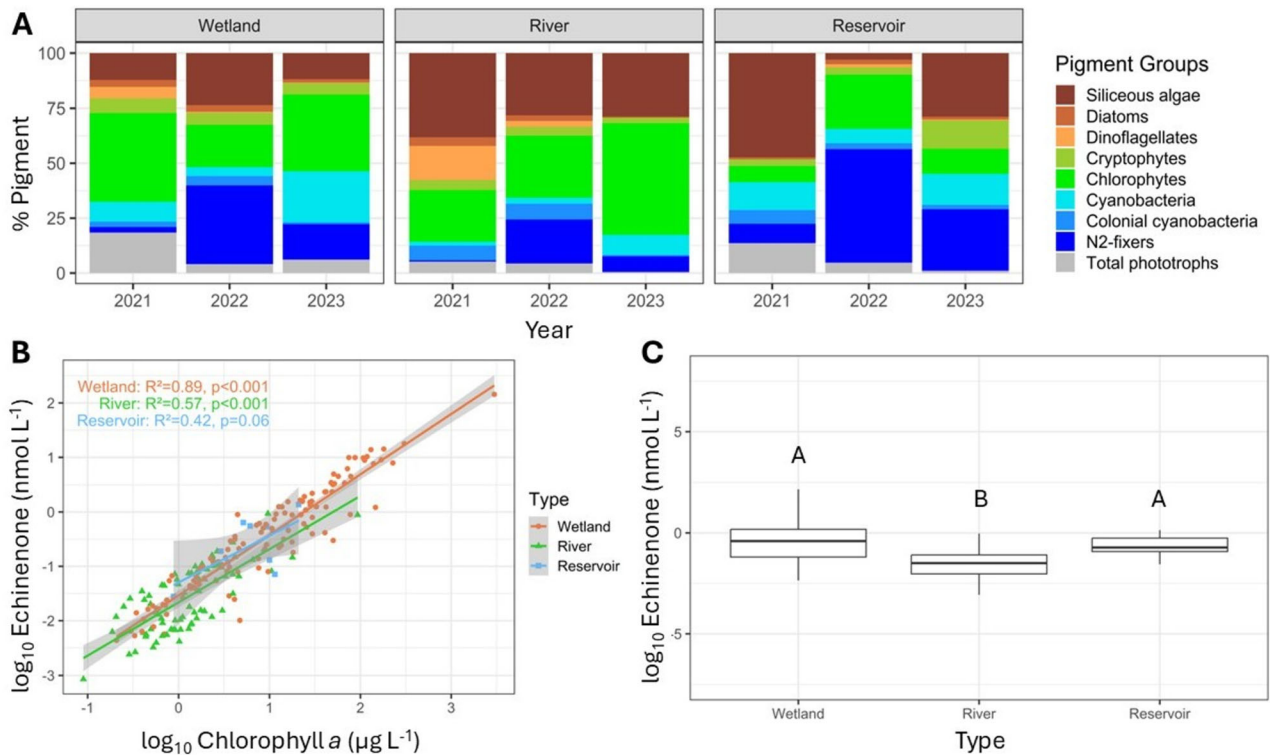 A
Wetland
River
Reservoir
100
75
50
25
0
% Pigment
2021
2022
2023
2021
2022
2023
2021
2022
2023
Year
Pigment Groups
Siliceous algae
Diatoms
Dinoflagellates
Cryptophytes
Chlorophytes
Cyanobacteria
Colonial cyanobacteria
N2-fixers
Total phototrophs
B
Wetland: R²=0.89, p<0.001
River: R²=0.57, p<0.001
Reservoir: R²=0.42, p=0.06
2
1
0
-1
-2
-3
log₁₀ Echinenone (nmol L⁻¹)
-1
0
1
2
3
log₁₀ Chlorophyll a (µg L⁻¹)
Type
Wetland
River
Reservoir
C
5
0
-5
log₁₀ Echinenone (nmol L⁻¹)
A
B
A
Wetland
River
Reservoir
Type